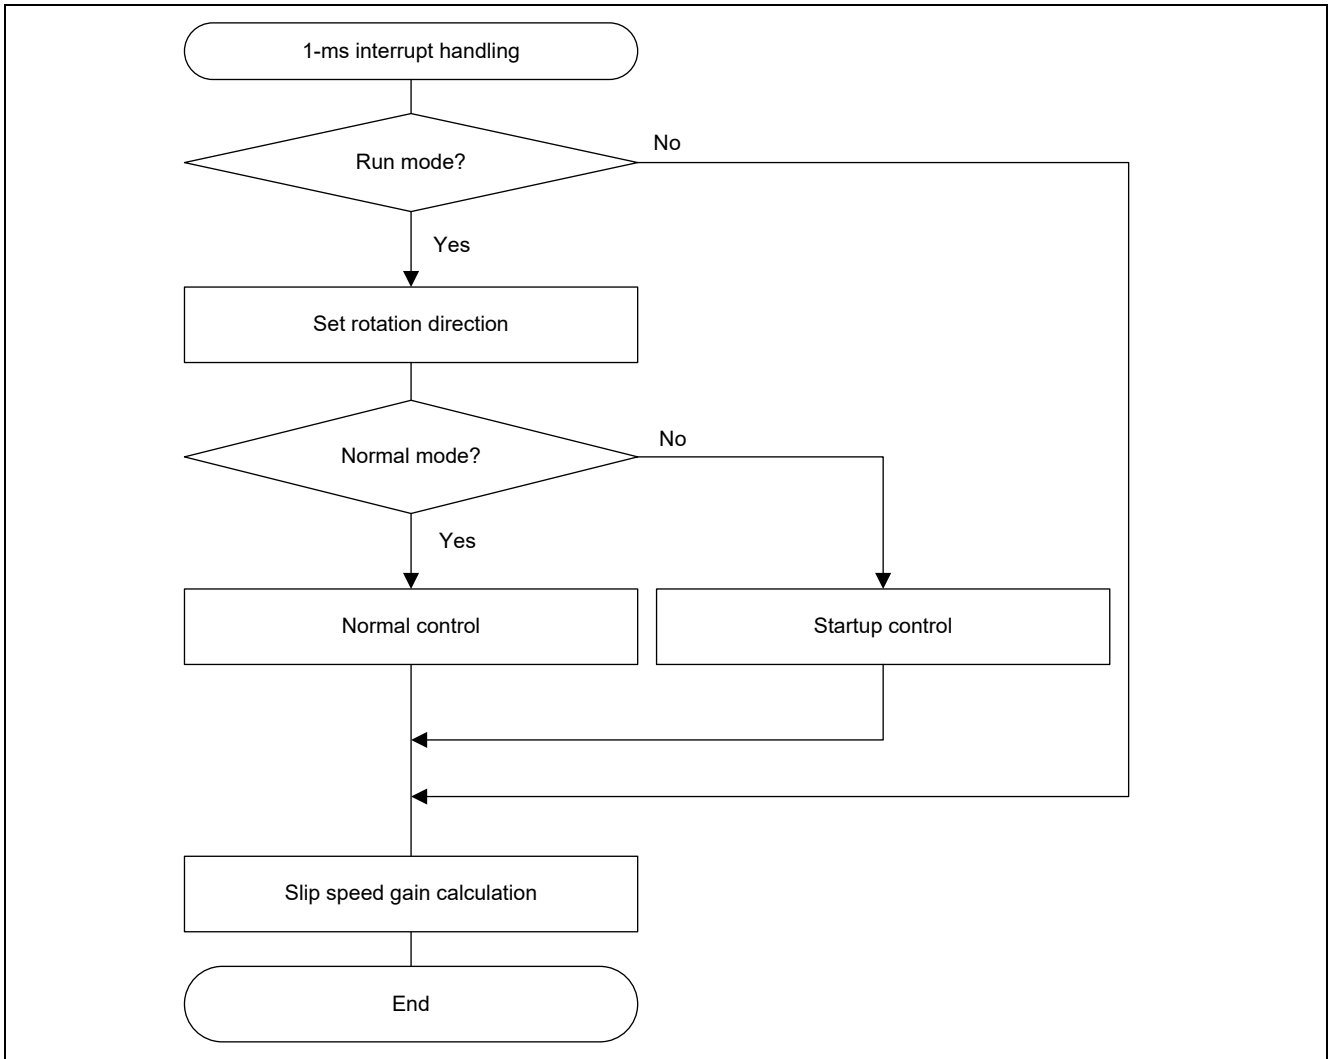 1-ms interrupt handling
No
Run mode?
Yes
Set rotation direction
No
Normal mode?
Yes
Normal control
Startup control
Slip speed gain calculation
End